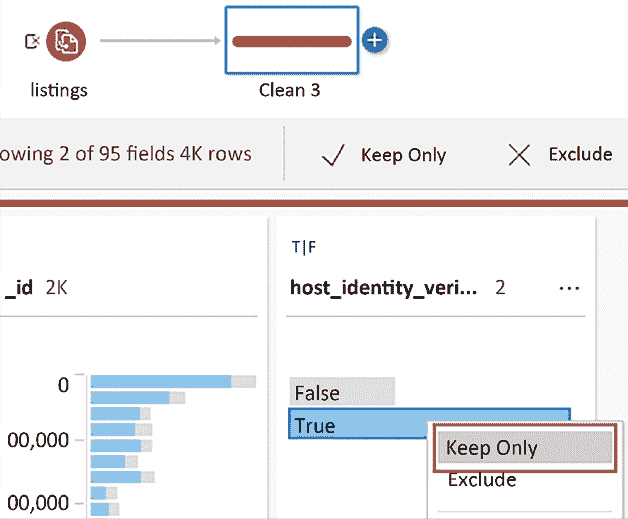 listings
Clean 3
owing 2 of 95 fields 4K rows
Keep Only
Exclude
T|F
_id 2K
host_identity_veri... 2
...
0
00,000
00,000
False
True
Keep Only
Exclude